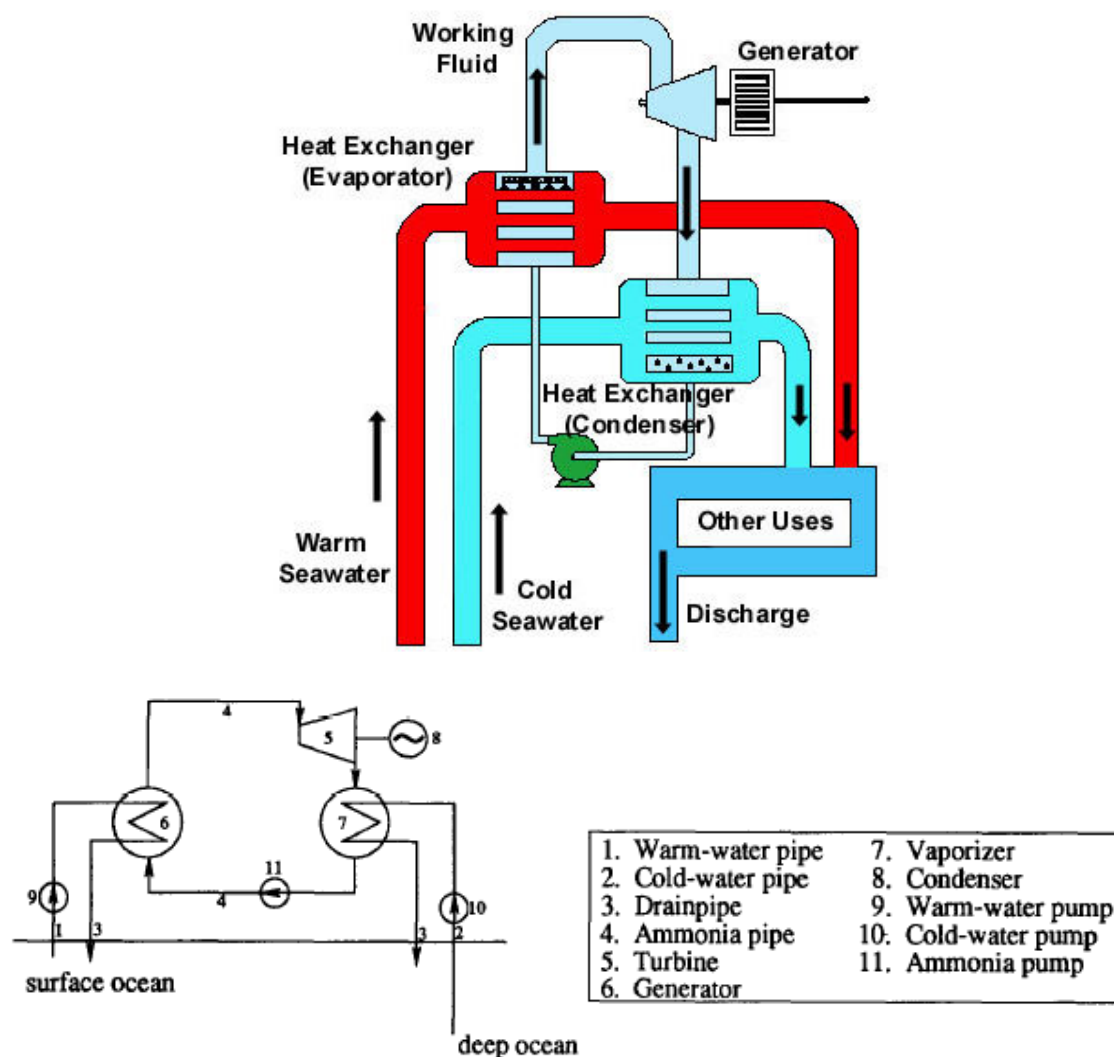 Working
Fluid
Generator
Heat Exchanger
(Evaporator)
Heat Exchanger
(Condenser)
Other Uses
Warm
Seawater
Cold
Seawater
Discharge
4
5
8
6
7
11
9
4
10
1
3
3
2
surface ocean
deep ocean
1. Warm-water pipe
2. Cold-water pipe
3. Drainpipe
4. Ammonia pipe
5. Turbine
6. Generator
7. Vaporizer
8. Condenser
9. Warm-water pump
10. Cold-water pump
11. Ammonia pump